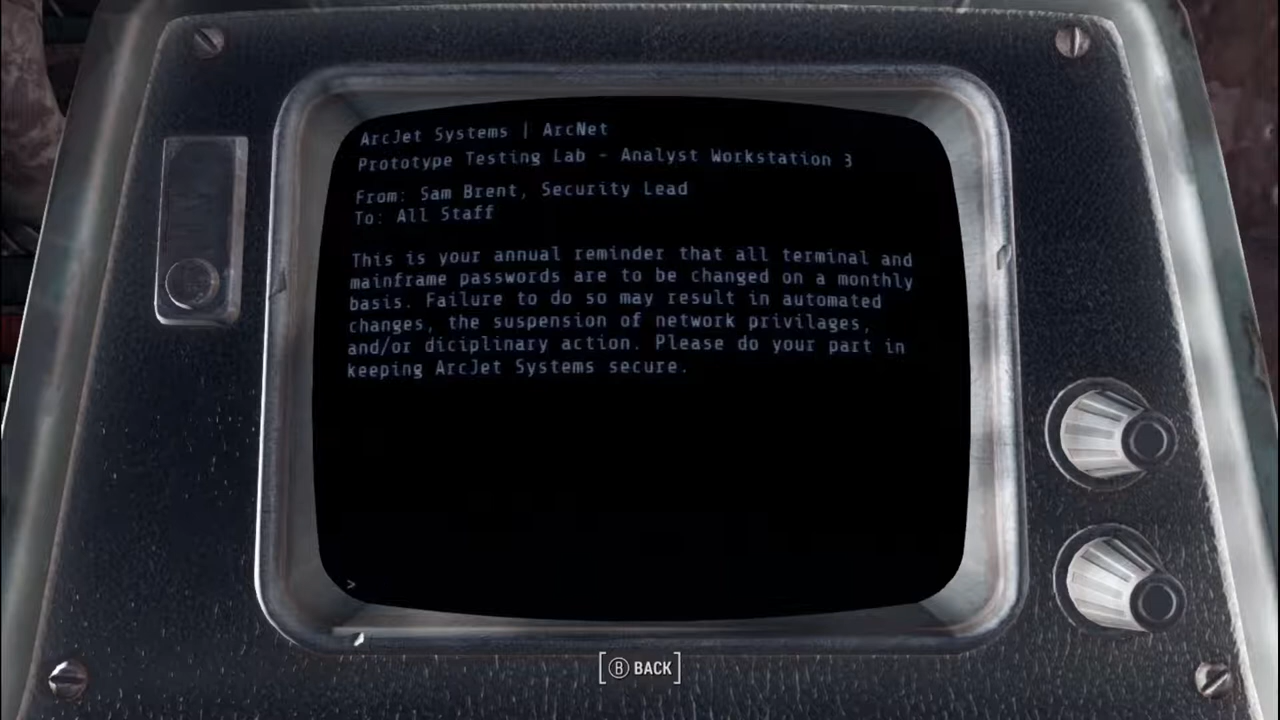 ArcJet Systems | ArcNet
Prototype Testing Lab - Analyst Workstation 3
From: Sam Brent, Security Lead
To: All Staff
This is your annual reminder that all terminal and
mainframe passwords are to be changed on a monthly
basis. Failure to do so may result in automated
changes, the suspension of network privilages,
and/or diciplinary action. Please do your part in
keeping ArcJet Systems secure.
>
[Ⓑ BACK]